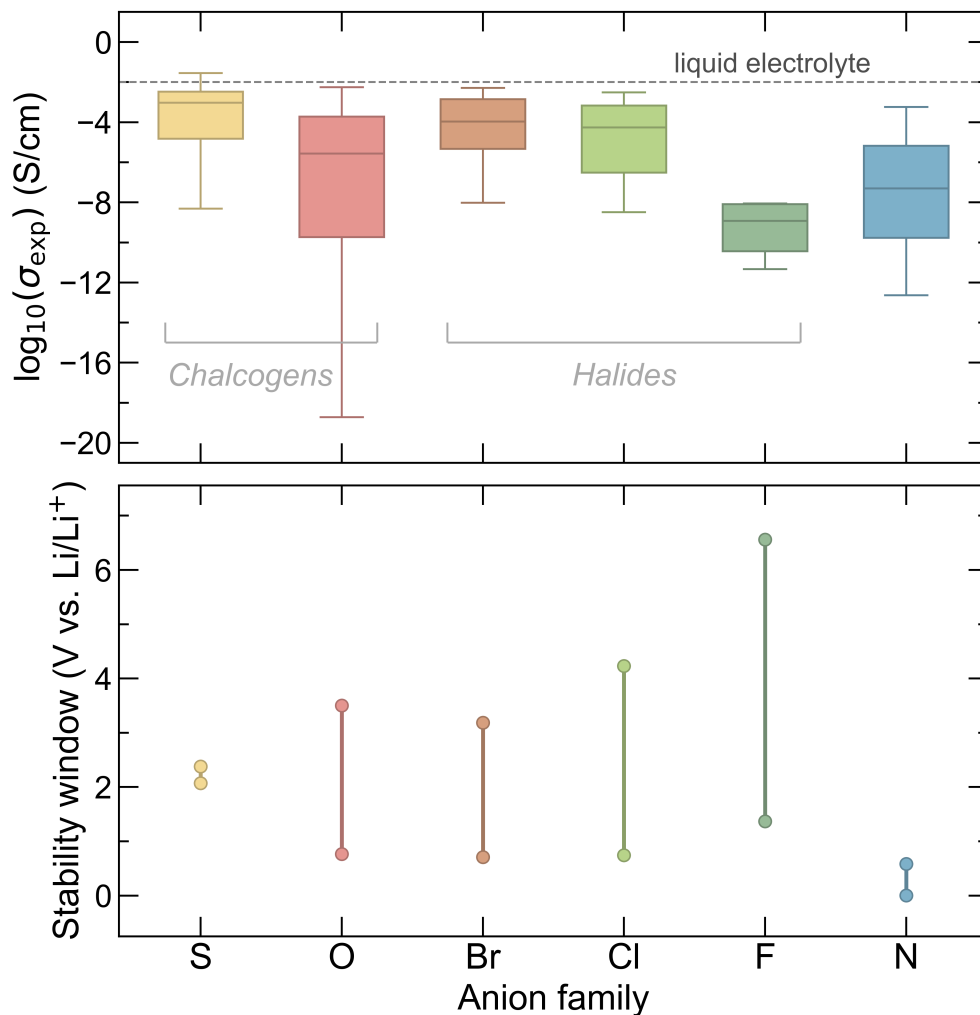 0
liquid electrolyte
−4
−8
−12
−16
−20
log₁₀(σexp) (S/cm)
Chalcogens
Halides
6
4
2
0
Stability window (V vs. Li/Li⁺)
S O Br Cl F N
Anion family